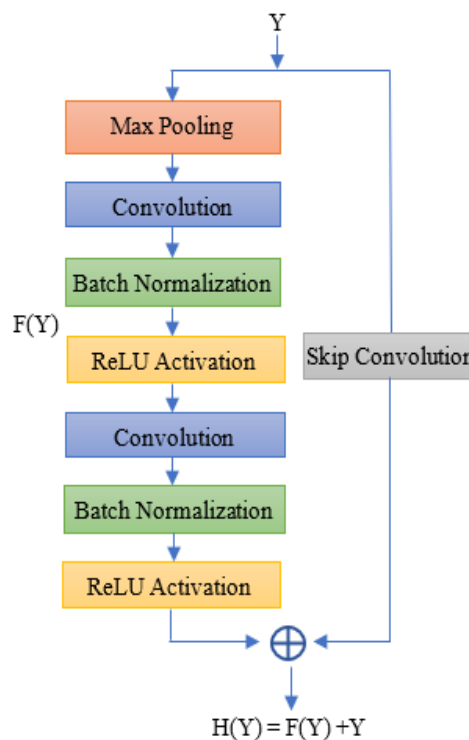 Y
Max Pooling
Convolution
Batch Normalization
F(Y)
ReLU Activation
Skip Convolution
Convolution
Batch Normalization
ReLU Activation
H(Y) = F(Y) +Y